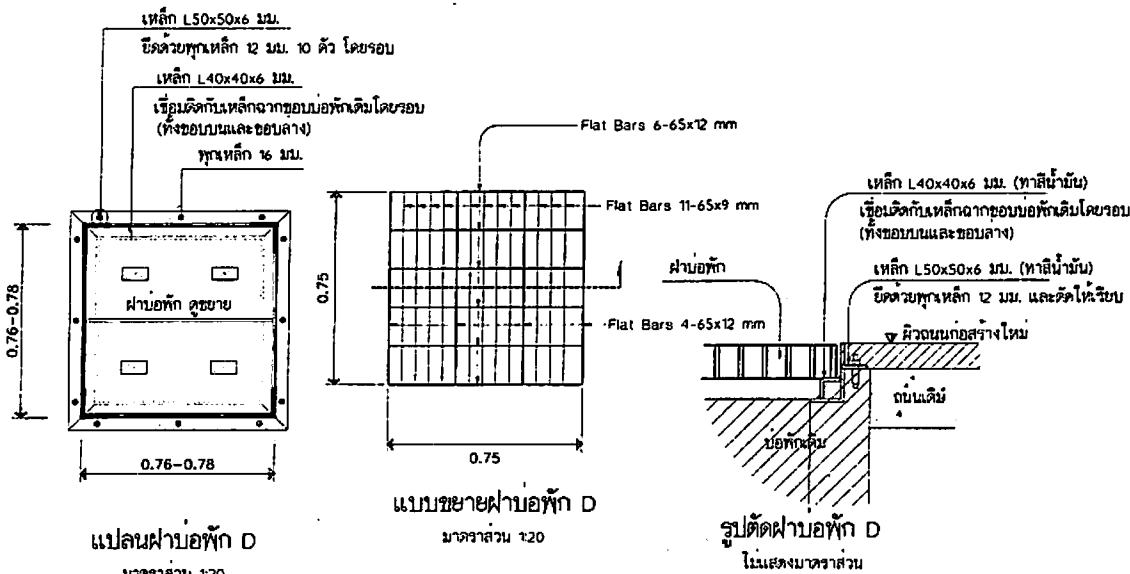 เหล็ก L50x50x6 มม.
ยึดด้วยพุกเหล็ก 12 มม. 10 ตัว โดยรอบ
เหล็ก L40x40x6 มม.
เชื่อมติดกับเหล็กฉากขอบบ่อพักเดิมโดยรอบ
(ทั้งขอบบนและขอบล่าง)
พุกเหล็ก 16 มม.
ฝาบ่อพัก ดูขยาย
0.76-0.78
0.76-0.78
แปลนฝาบ่อพัก D
มาตราส่วน 1:20
Flat Bars 6-65x12 mm
Flat Bars 11-65x9 mm
Flat Bars 4-65x12 mm
0.75
0.75
แบบขยายฝาบ่อพัก D
มาตราส่วน 1:20
เหล็ก L40x40x6 มม. (ทาสีน้ำมัน)
เชื่อมติดกับเหล็กฉากขอบบ่อพักเดิมโดยรอบ
(ทั้งขอบบนและขอบล่าง)
เหล็ก L50x50x6 มม. (ทาสีน้ำมัน)
ยึดด้วยพุกเหล็ก 12 มม. และตัดให้เรียบ
ฝาบ่อพัก
ผิวถนนก่อสร้างใหม่
ถนนเดิม
บ่อพักเดิม
รูปตัดฝาบ่อพัก D
ไม่แสดงมาตราส่วน